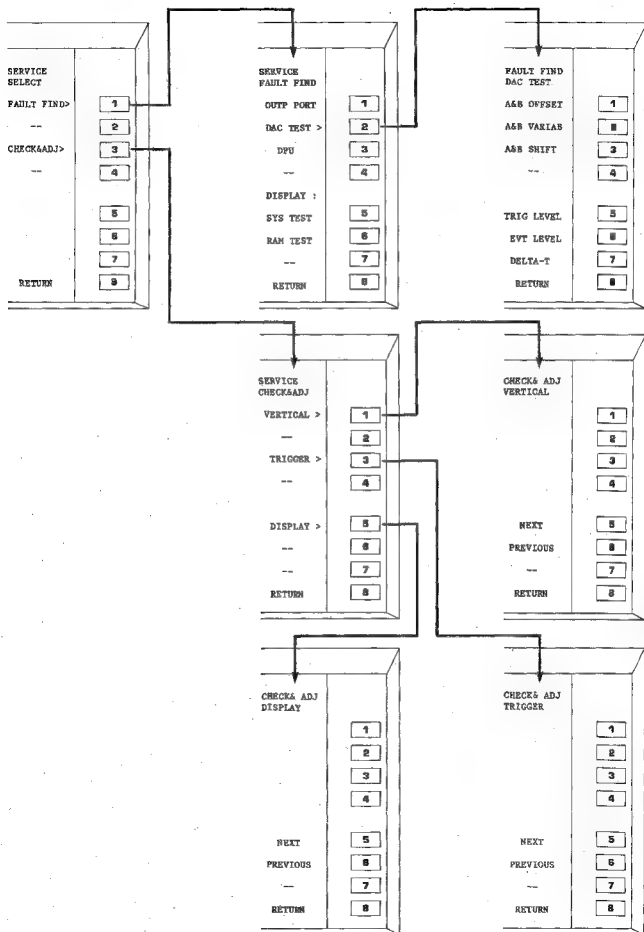 SERVICE
SELECT
FAULT FIND> 1
-- 2
CHECK&ADJ> 3
-- 4
5
6
7
RETURN 8
SERVICE
FAULT FIND
OUTP PORT 1
DAC TEST > 2
DPU 3
-- 4
DISPLAY :
SYS TEST 5
RAM TEST 6
-- 7
RETURN 8
FAULT FIND
DAC TEST
A&B OFFSET 1
A&B VARIAB 2
A&B SHIFT 3
-- 4
TRIG LEVEL 5
EVT LEVEL 6
DELTA-T 7
RETURN 8
SERVICE
CHECK&ADJ
VERTICAL > 1
-- 2
TRIGGER > 3
-- 4
DISPLAY > 5
-- 6
-- 7
RETURN 8
CHECK& ADJ
VERTICAL
1
2
3
4
NEXT 5
PREVIOUS 6
-- 7
RETURN 8
CHECK& ADJ
DISPLAY
1
2
3
4
NEXT 5
PREVIOUS 6
-- 7
RETURN 8
CHECK& ADJ
TRIGGER
1
2
3
4
NEXT 5
PREVIOUS 6
-- 7
RETURN 8